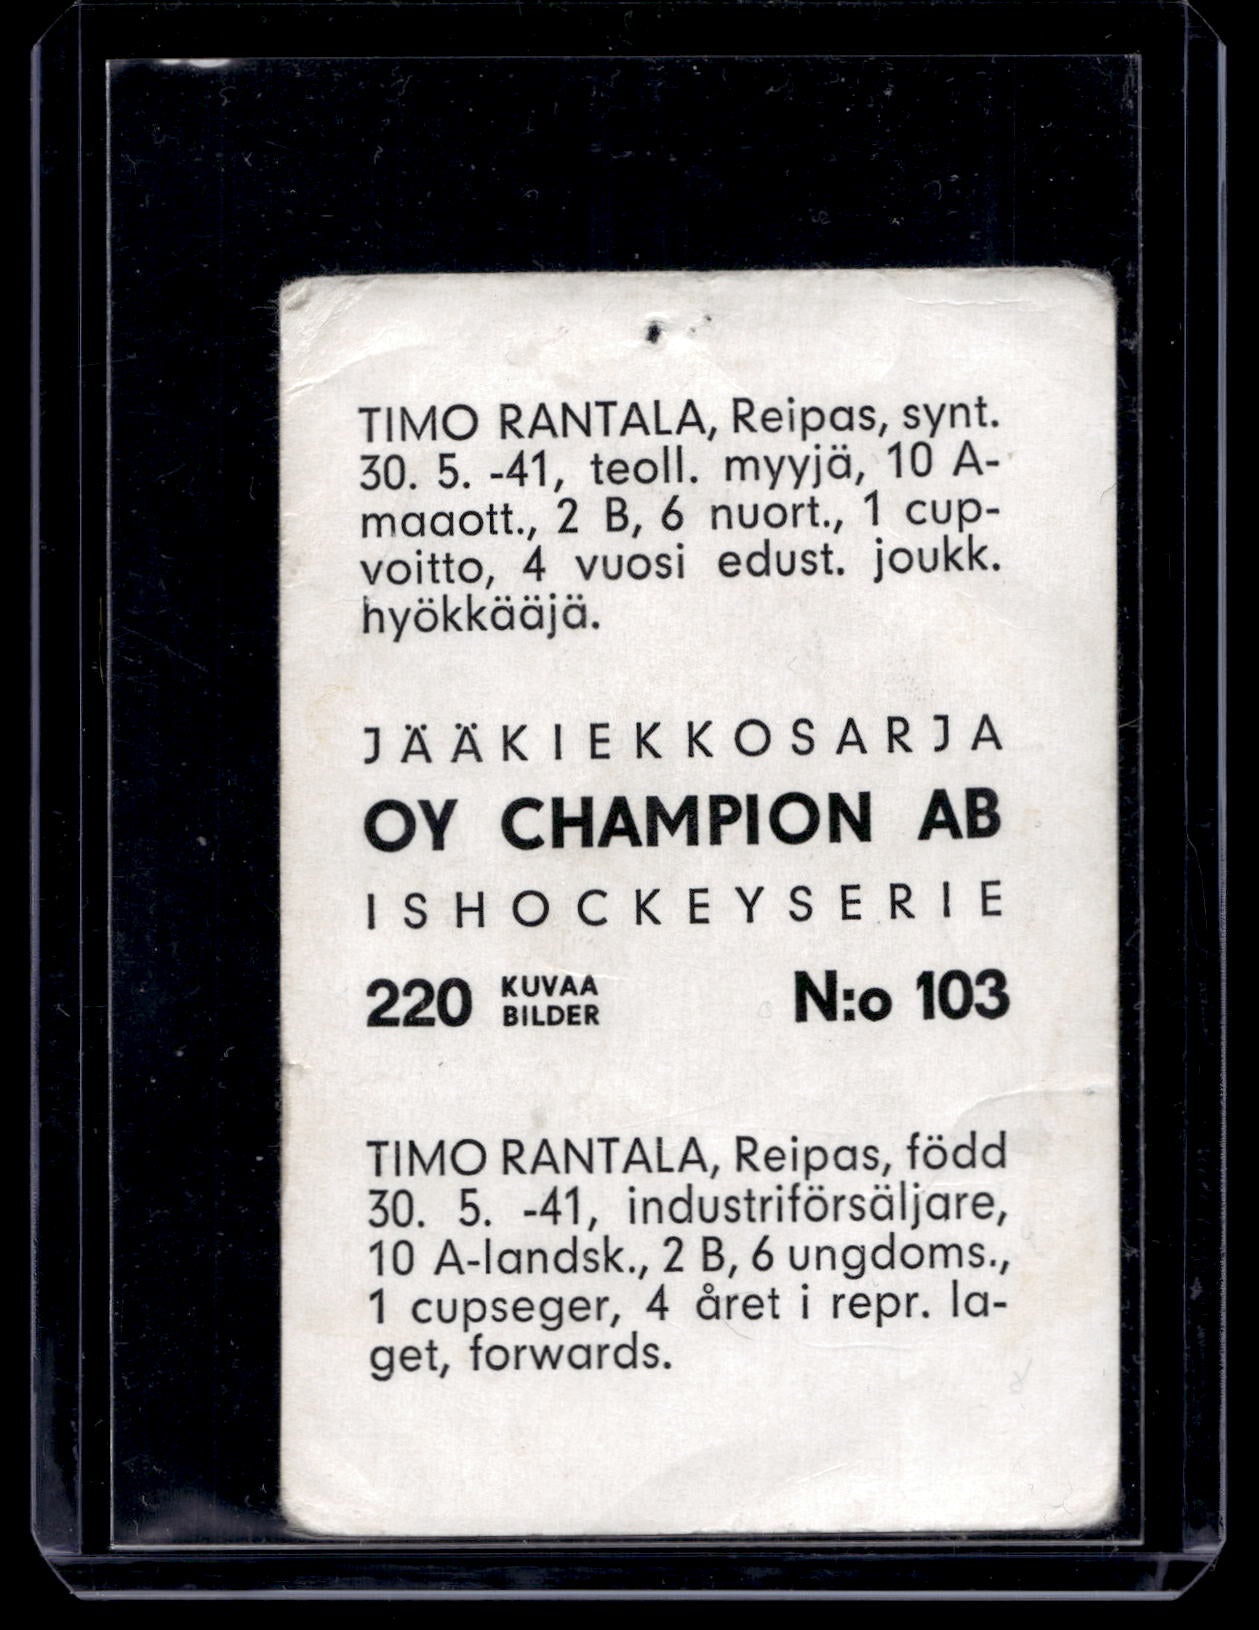 TIMO RANTALA, Reipas, synt.
30. 5. -41, teoll. myyjä, 10 A-
maaott., 2 B, 6 nuort., 1 cup-
voitto, 4 vuosi edust. joukk.
hyökkääjä.
JÄÄKIEKKOSARJA
OY CHAMPION AB
ISHOCKEYSERIE
220 KUVAA BILDER N:o 103
TIMO RANTALA, Reipas, född
30. 5. -41, industriförsäljare,
10 A-landsk., 2 B, 6 ungdoms.,
1 cupseger, 4 året i repr. la-
get, forwards.